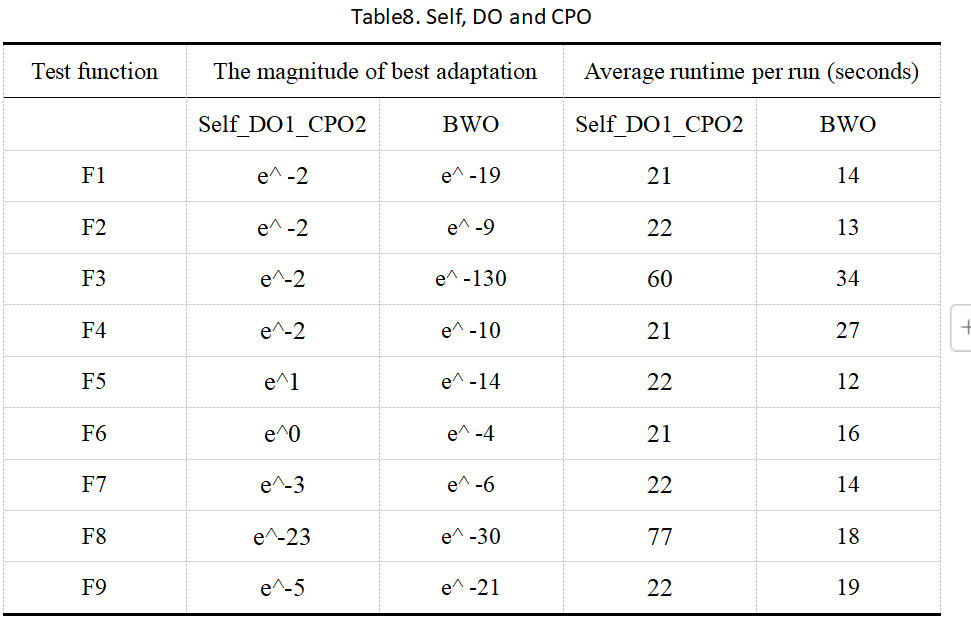 Table8. Self, DO and CPO
Test function The magnitude of best adaptation Average runtime per run (seconds)
Self_DO1_CPO2 BWO Self_DO1_CPO2 BWO
F1 e^ -2 e^ -19 21 14
F2 e^ -2 e^ -9 22 13
F3 e^-2 e^ -130 60 34
F4 e^-2 e^ -10 21 27
F5 e^1 e^ -14 22 12
F6 e^0 e^ -4 21 16
F7 e^-3 e^ -6 22 14
F8 e^-23 e^ -30 77 18
F9 e^-5 e^ -21 22 19